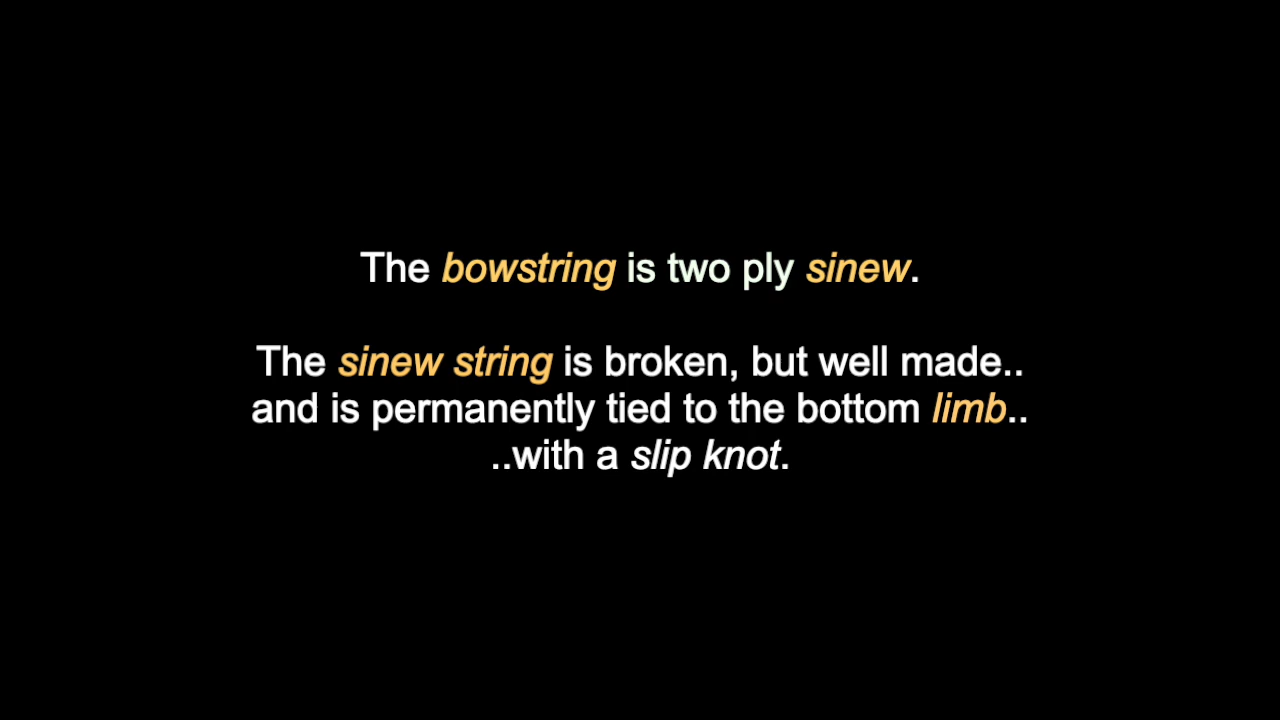 The bowstring is two ply sinew.
The sinew string is broken, but well made..
and is permanently tied to the bottom limb..
..with a slip knot.